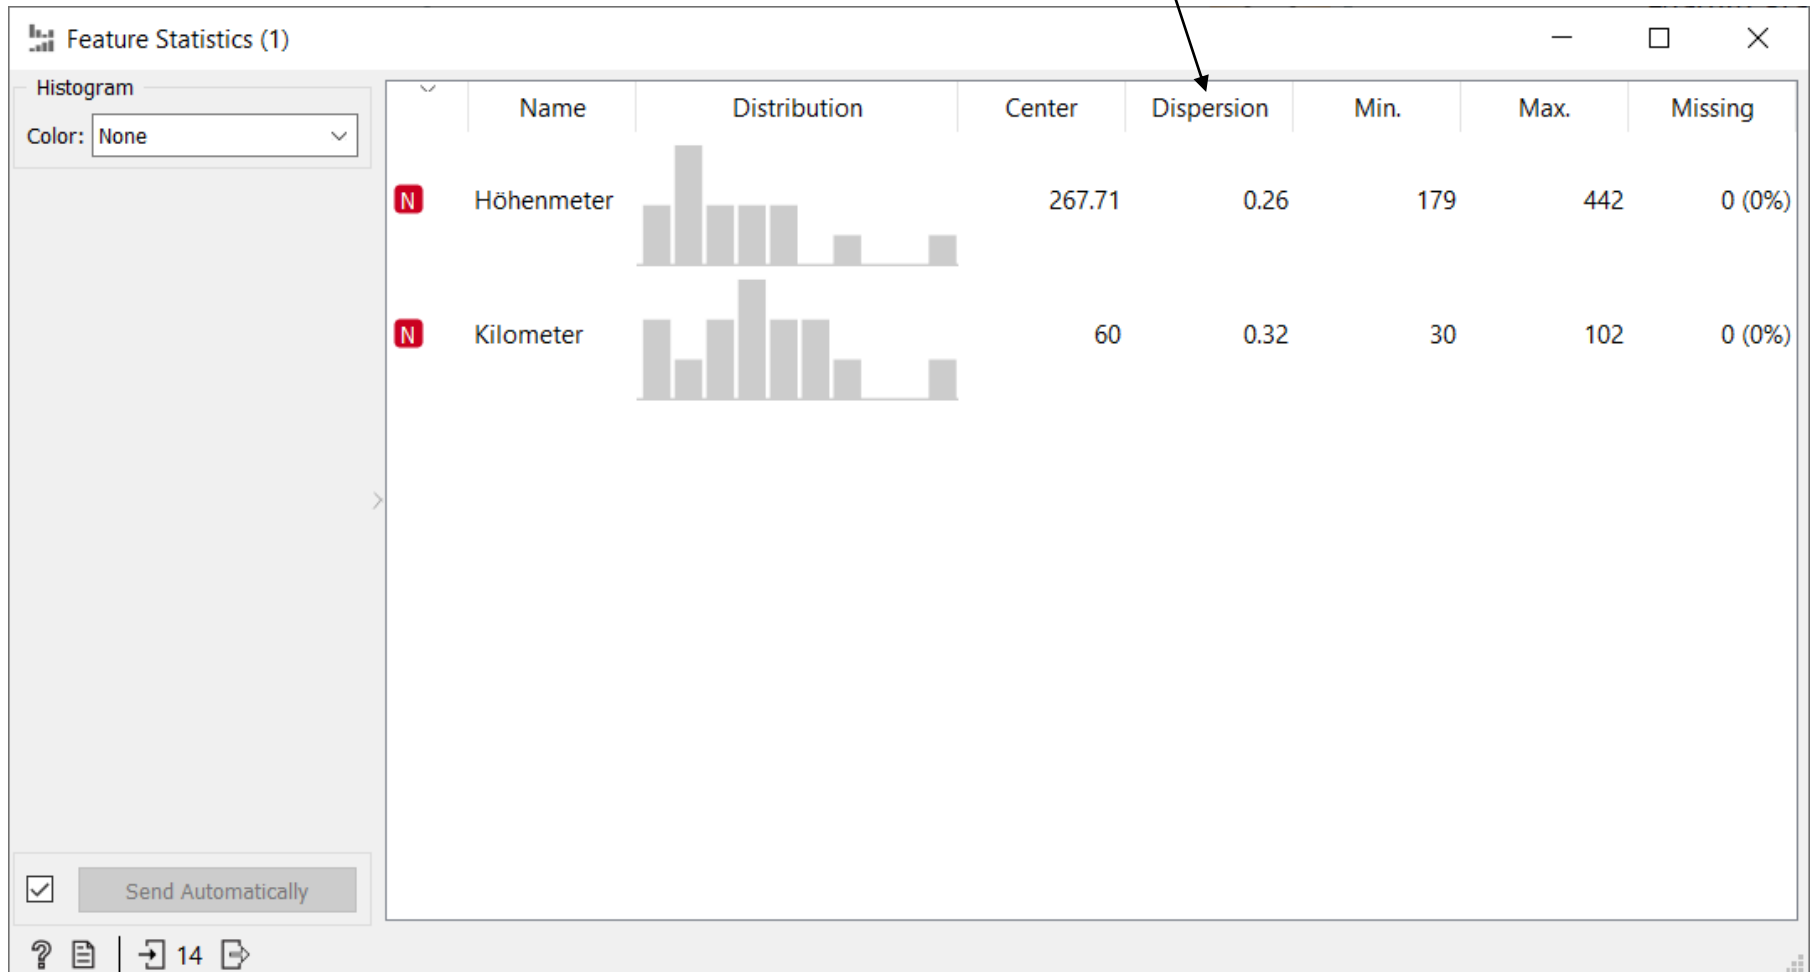 Feature Statistics (1)
Histogram
Color: None
Name Distribution Center Dispersion Min. Max. Missing
N Höhenmeter 267.71 0.26 179 442 0 (0%)
N Kilometer 60 0.32 30 102 0 (0%)
Send Automatically
? 14